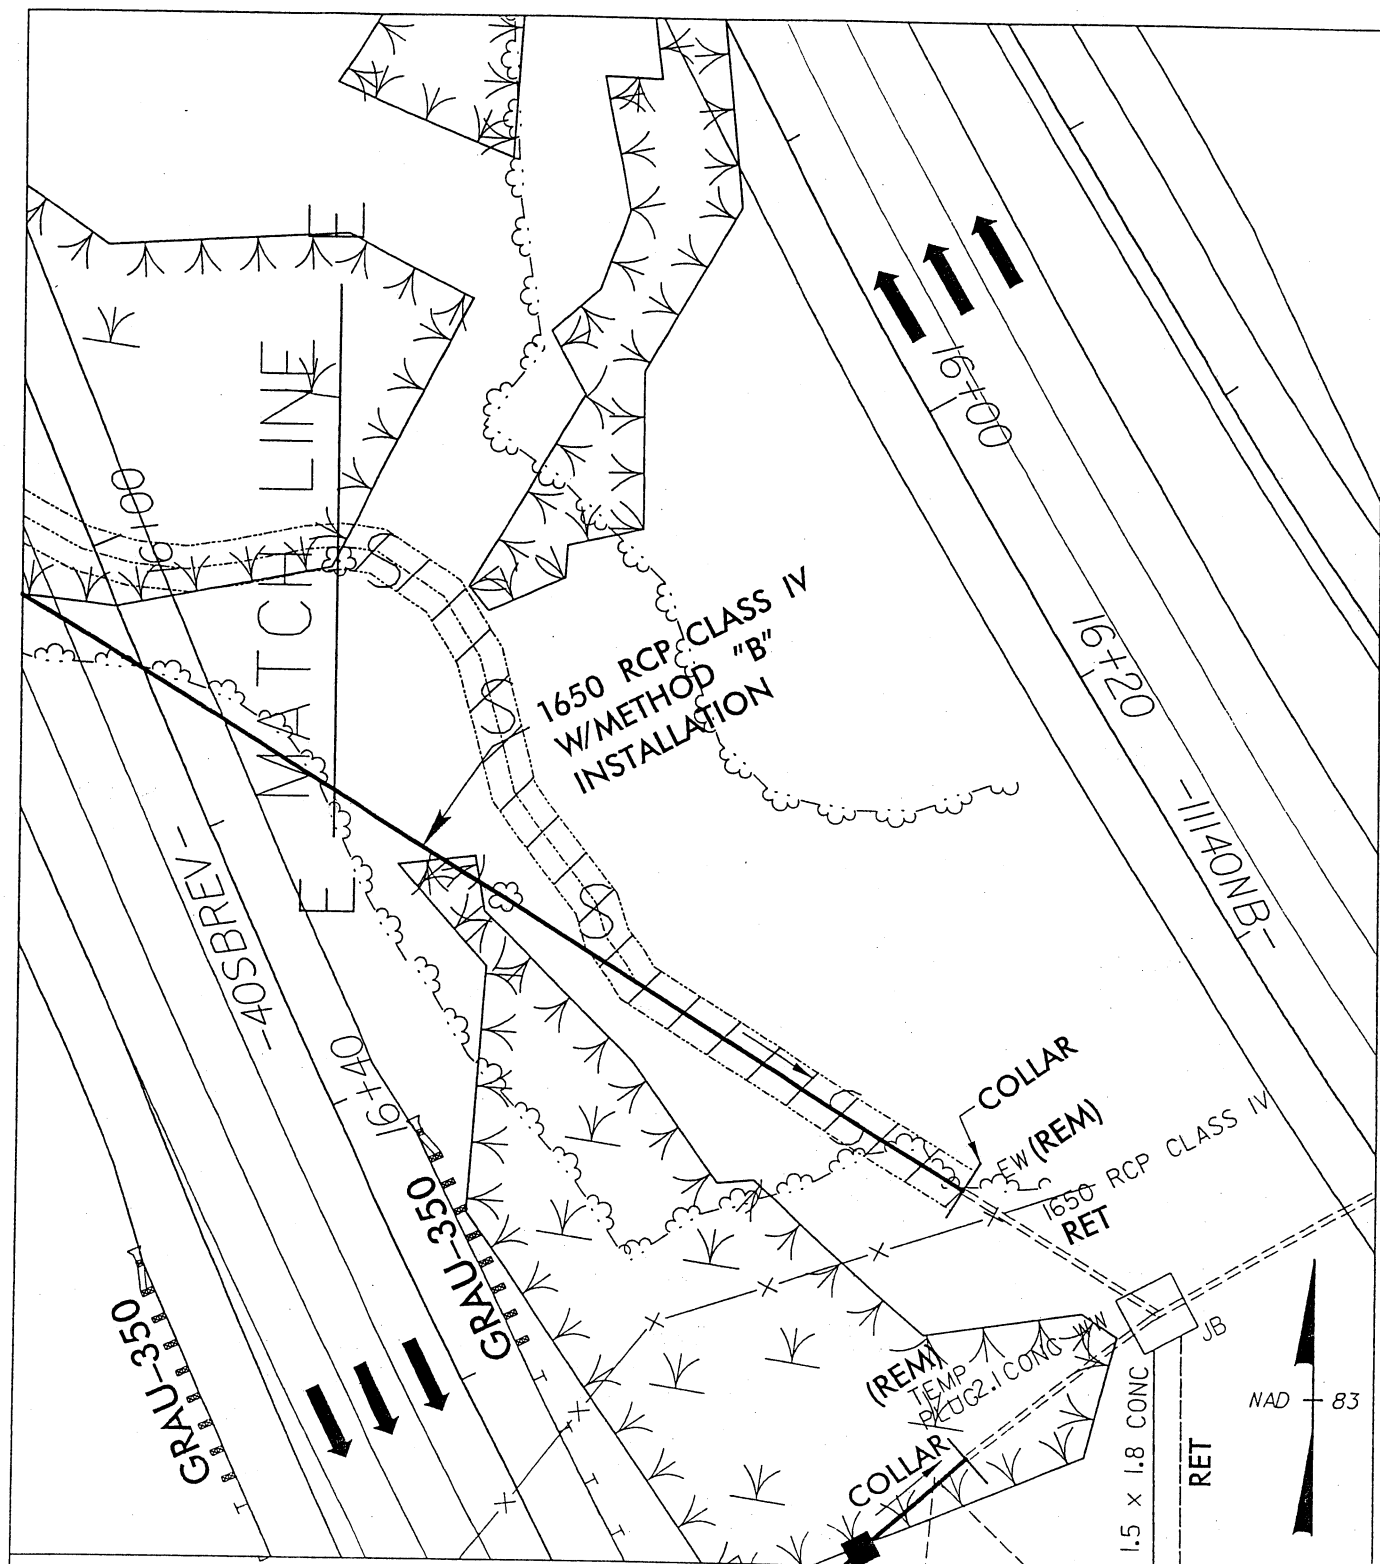 MATCH LINE
E
E
16+00
16+00
1650 RCP CLASS IV
W/METHOD "B"
INSTALLATION
16+20
-I1140NB-
-40SBREV-
16+40
S
S
S
S
COLLAR
EW (REM)
1650 RCP CLASS IV
RET
GRAU-350
GRAU-350
JB
(REM)
TEMP
PLUG 2.1 CONC WW
COLLAR
1.5 x 1.8 CONC
RET
NAD 83